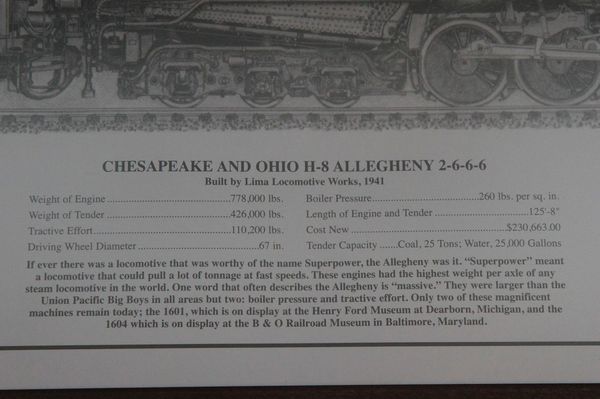 CHESAPEAKE AND OHIO H-8 ALLEGHENY 2-6-6-6
Built by Lima Locomotive Works, 1941
Weight of Engine..........................................778,000 lbs.
Weight of Tender..........................................426,000 lbs.
Tractive Effort..............................................110,200 lbs.
Driving Wheel Diameter.........................................67 in.
Boiler Pressure.....................................260 lbs. per sq. in.
Length of Engine and Tender................................125'-8"
Cost New.....................................................$230,663.00
Tender Capacity.......Coal, 25 Tons; Water, 25,000 Gallons
If ever there was a locomotive that was worthy of the name Superpower, the Allegheny was it. “Superpower” meant
a locomotive that could pull a lot of tonnage at fast speeds. These engines had the highest weight per axle of any
steam locomotive in the world. One word that often describes the Allegheny is “massive.” They were larger than the
Union Pacific Big Boys in all areas but two: boiler pressure and tractive effort. Only two of these magnificent
machines remain today; the 1601, which is on display at the Henry Ford Museum at Dearborn, Michigan, and the
1604 which is on display at the B & O Railroad Museum in Baltimore, Maryland.